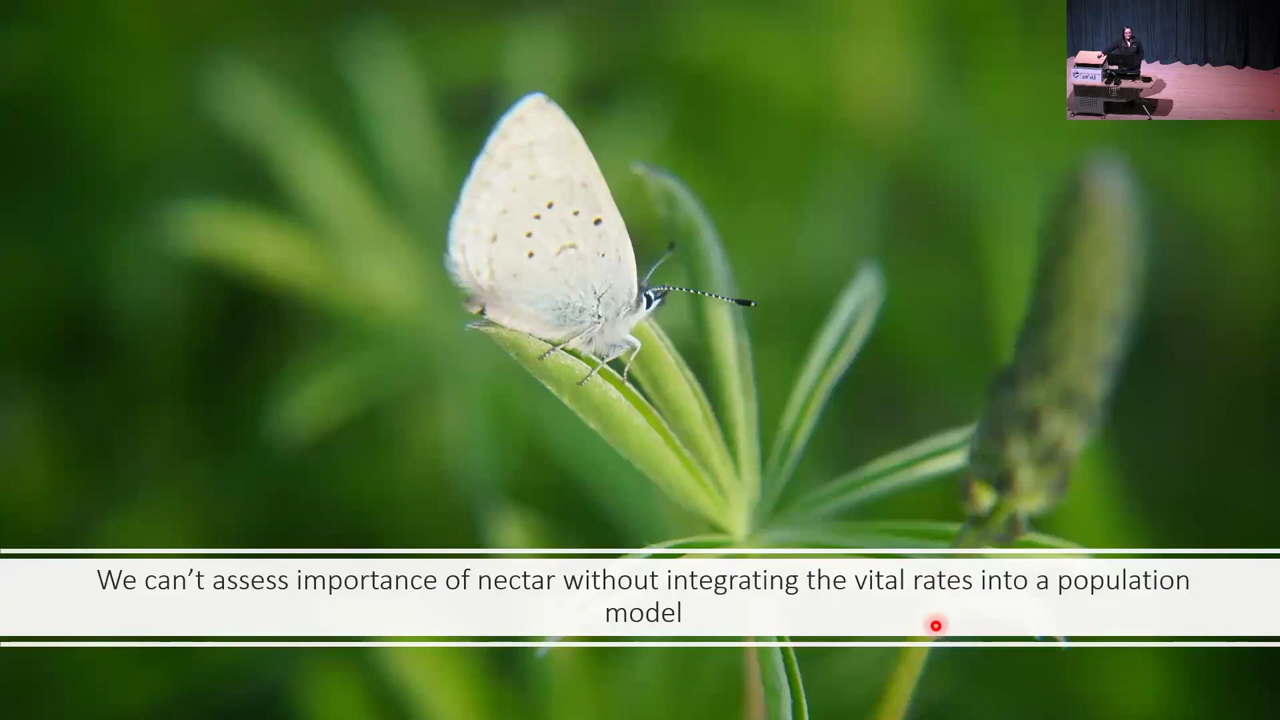 We can’t assess importance of nectar without integrating the vital rates into a population
model